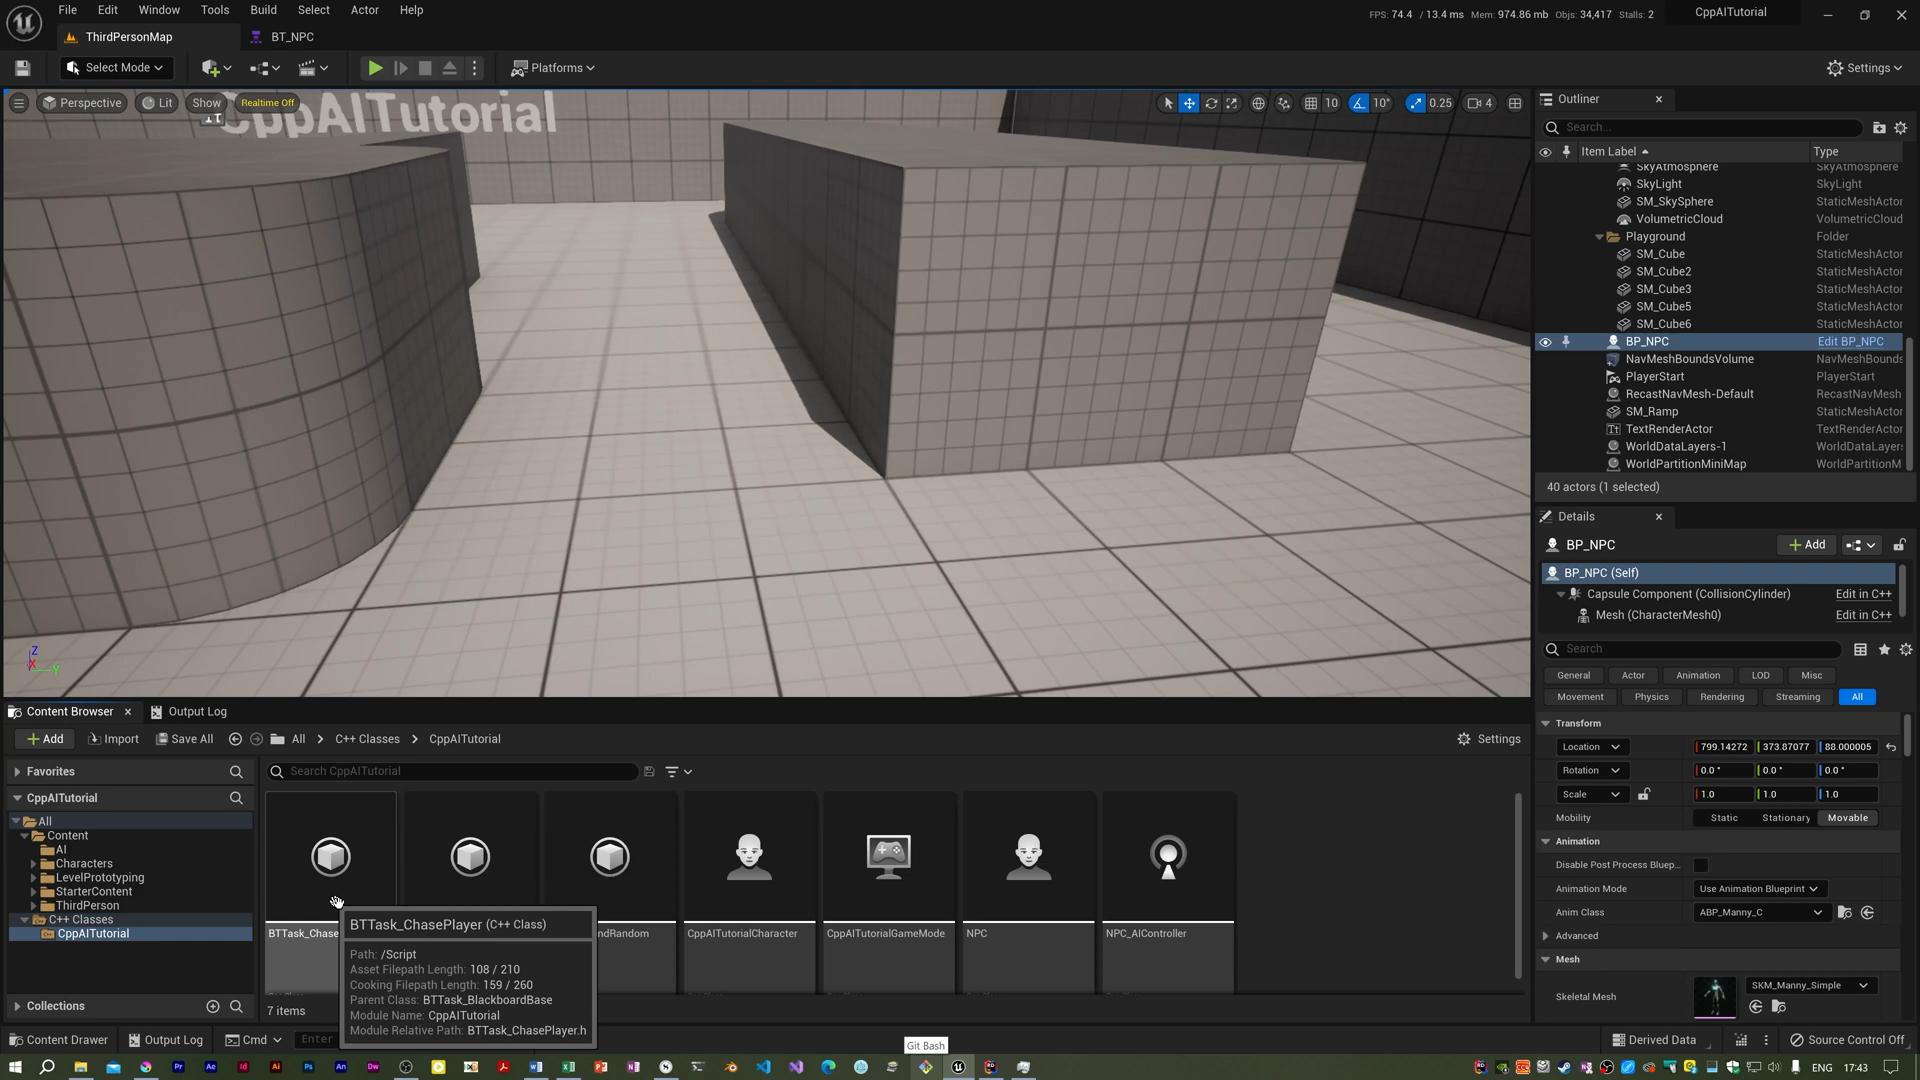 File Edit Window Tools Build Select Actor Help
FPS: 74.4 / 13.4 ms Mem: 974.86 mb Objs: 34,417 Stalls: 2
CppAITutorial
ThirdPersonMap
BT_NPC
Select Mode
Platforms
Settings
Perspective
Lit
Show
Realtime Off
CppAITutorial
10
10°
0.25
4
Z
X
Y
Outliner
Search...
Item Label
Type
SkyAtmosphere SkyAtmosphere
SkyLight SkyLight
SM_SkySphere StaticMeshActor
VolumetricCloud VolumetricCloud
Playground Folder
SM_Cube StaticMeshActor
SM_Cube2 StaticMeshActor
SM_Cube3 StaticMeshActor
SM_Cube5 StaticMeshActor
SM_Cube6 StaticMeshActor
BP_NPC Edit BP_NPC
NavMeshBoundsVolume NavMeshBounds
PlayerStart PlayerStart
RecastNavMesh-Default RecastNavMesh
SM_Ramp StaticMeshActor
TextRenderActor TextRenderActor
WorldDataLayers-1 WorldDataLayer
WorldPartitionMiniMap WorldPartitionM
40 actors (1 selected)
Details
BP_NPC
Add
BP_NPC (Self)
Capsule Component (CollisionCylinder) Edit in C++
Mesh (CharacterMesh0) Edit in C++
Search
General Actor Animation LOD Misc
Movement Physics Rendering Streaming All
Transform
Location 799.14272 373.87077 88.000005
Rotation 0.0 ° 0.0 ° 0.0 °
Scale 1.0 1.0 1.0
Mobility Static Stationary Movable
Animation
Disable Post Process Bluep...
Animation Mode Use Animation Blueprint
Anim Class ABP_Manny_C
Advanced
Mesh
Skeletal Mesh SKM_Manny_Simple
Content Browser
Output Log
Add
Import
Save All
All
C++ Classes
CppAITutorial
Settings
Favorites
CppAITutorial
All
Content
AI
Characters
LevelPrototyping
StarterContent
ThirdPerson
C++ Classes
CppAITutorial
Collections
Search CppAITutorial
BTTask_Chase
ndRandom
CppAITutorialCharacter
CppAITutorialGameMode
NPC
NPC_AIController
7 items
BTTask_ChasePlayer (C++ Class)
Path: /Script
Asset Filepath Length: 108 / 210
Cooking Filepath Length: 159 / 260
Parent Class: BTTask_BlackboardBase
Module Name: CppAITutorial
Module Relative Path: BTTask_ChasePlayer.h
Content Drawer
Output Log
Cmd
Enter
Git Bash
Derived Data
Source Control Off
Pr
Ae
Id
Ai
Ps
An
Dw
ENG
17:43